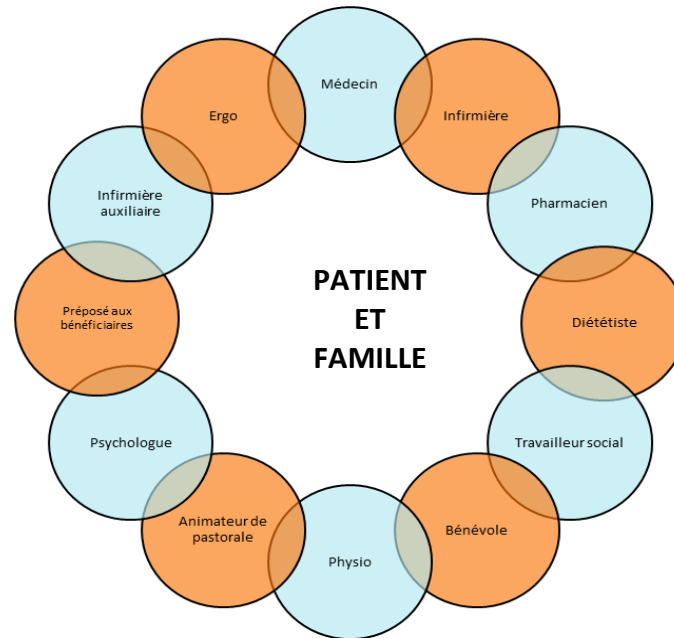 Médecin
Infirmière
Pharmacien
Diététiste
Travailleur social
Bénévole
Physio
Animateur de
pastorale
Psychologue
Préposé aux
bénéficiaires
Infirmière
auxiliaire
Ergo
PATIENT
ET
FAMILLE